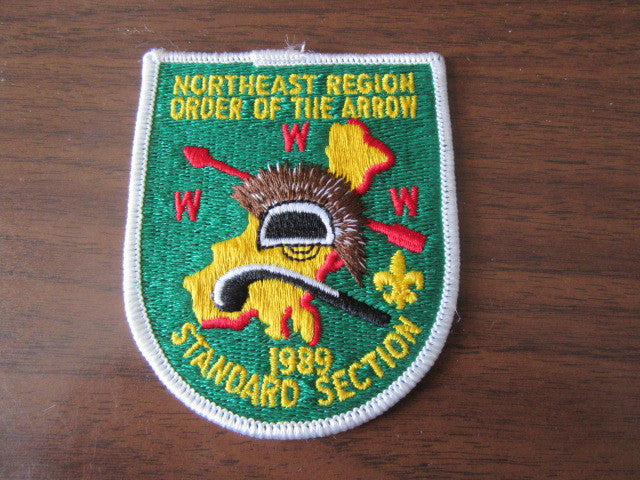 NORTHEAST REGION
ORDER OF THE ARROW
W
W W
1989
STANDARD SECTION